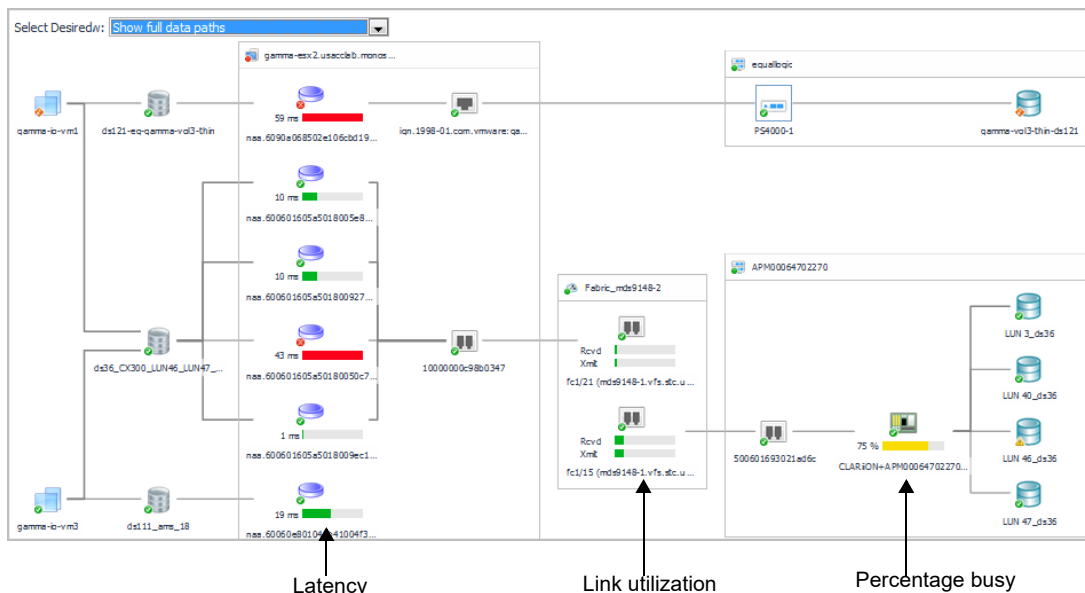 Select Desiredw: Show full data paths
gamma-esx2.usacclab.monos...
equallogic
gamma-io-vm1
ds121-eq-gamma-vol3-thin
59 ms
naa.6090a068502e106cbd19...
iqn.1998-01.com.vmware:ga...
PS4000-1
gamma-vol3-thin-ds121
10 ms
naa.600601605a5018005e8...
10 ms
naa.600601605a501800927...
APM00064702270
Fabric_mds9148-2
LUN 3_ds36
ds36_CX300_LUN46_LUN47_...
43 ms
naa.600601605a50180050c7...
10000000c98b0347
Rcvd
Xmit
fc1/21 (mds9148-1.vfs.stc.u...
LUN 40_ds36
1 ms
naa.600601605a5018009ec1...
Rcvd
Xmit
fc1/15 (mds9148-1.vfs.stc.u...
500601693021ad6c
75 %
CLARiiON+APM00064702270...
LUN 46_ds36
gamma-io-vm3
ds111_ams_18
19 ms
LUN 47_ds36
Latency
Link utilization
Percentage busy